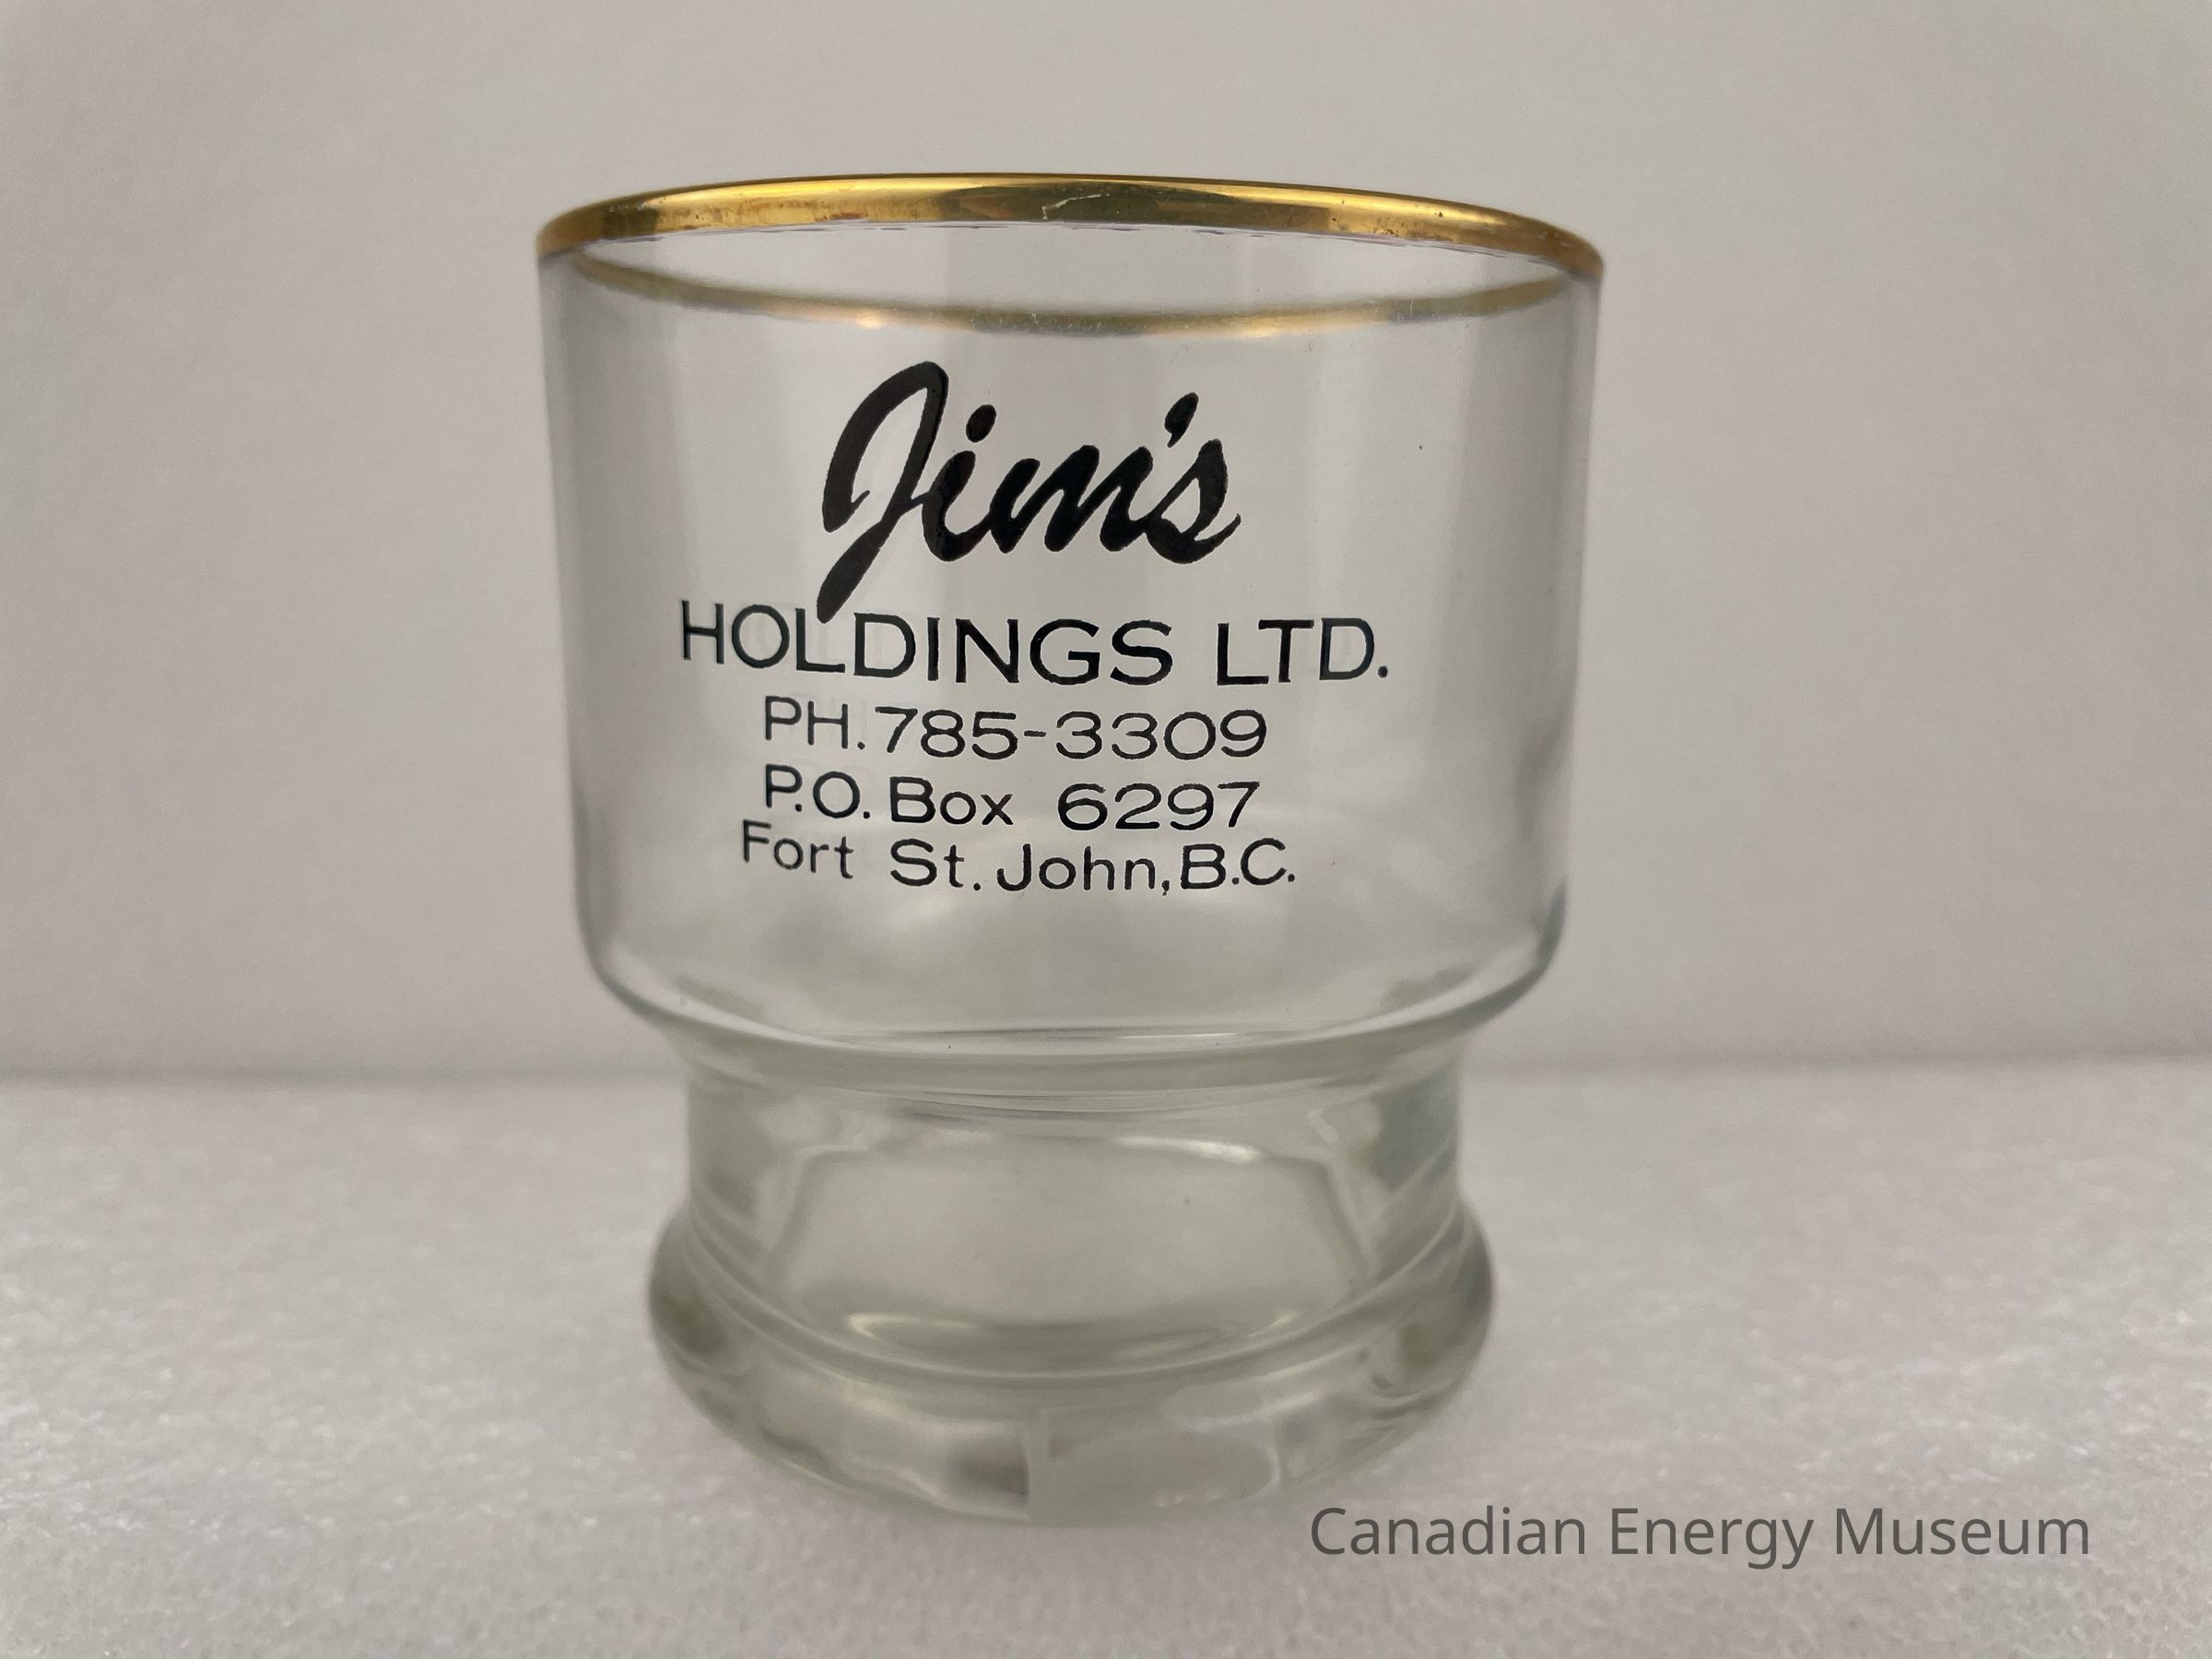 Jim's
HOLDINGS LTD.
PH. 785-3309
P.O. Box 6297
Fort St. John, B.C.
Canadian Energy Museum